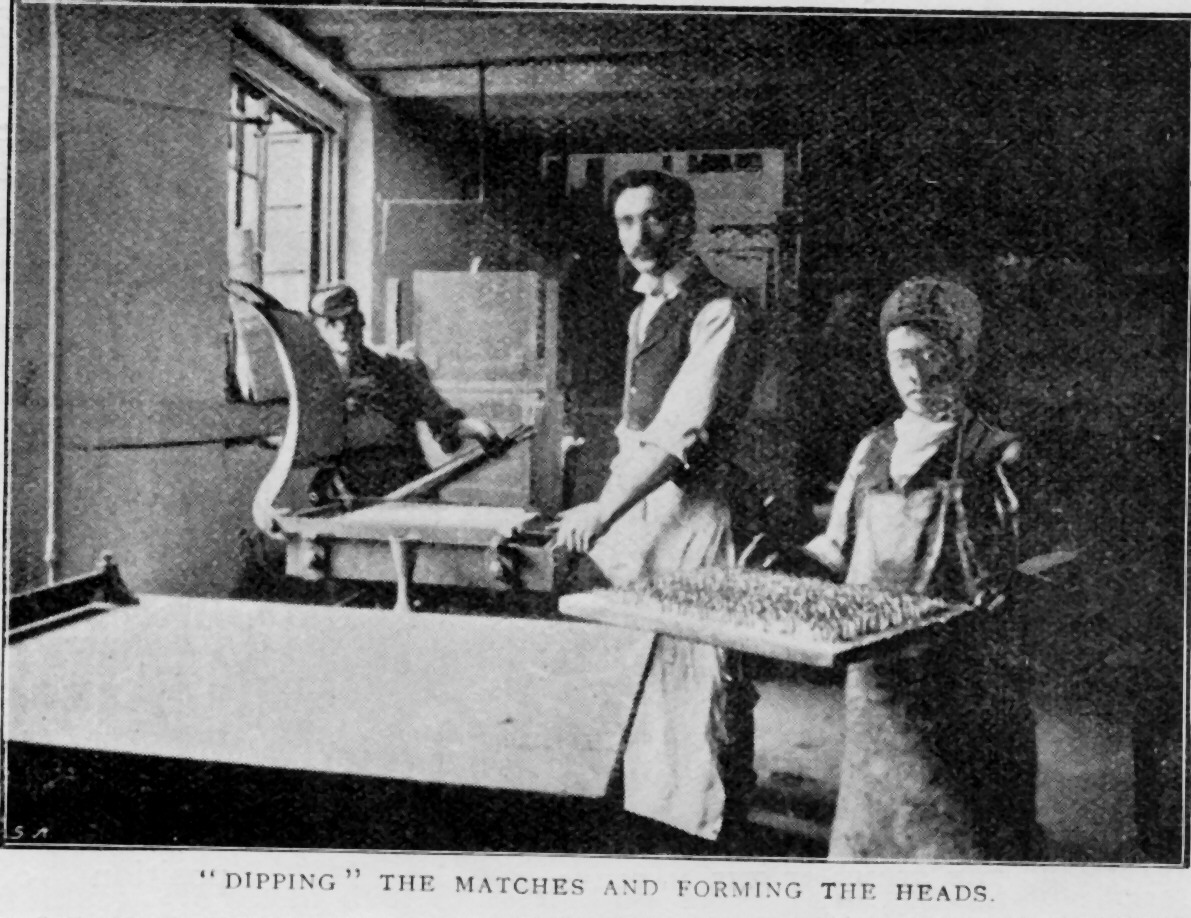 S A
"DIPPING" THE MATCHES AND FORMING THE HEADS.